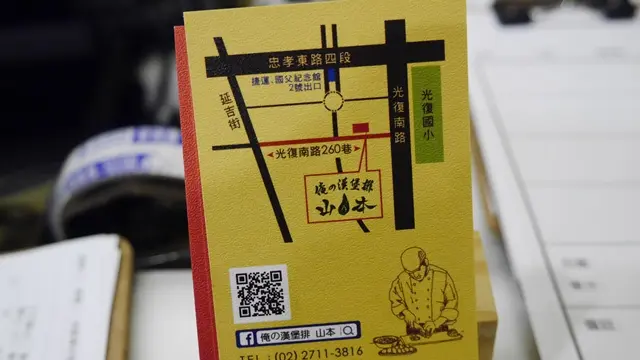 忠孝東路四段
捷運、國父紀念館
2號出口
延吉街
光復南路
光復國小
光復南路260巷
俺の漢堡排
山本
俺の漢堡排 山本
TEL : (02) 2711-3816